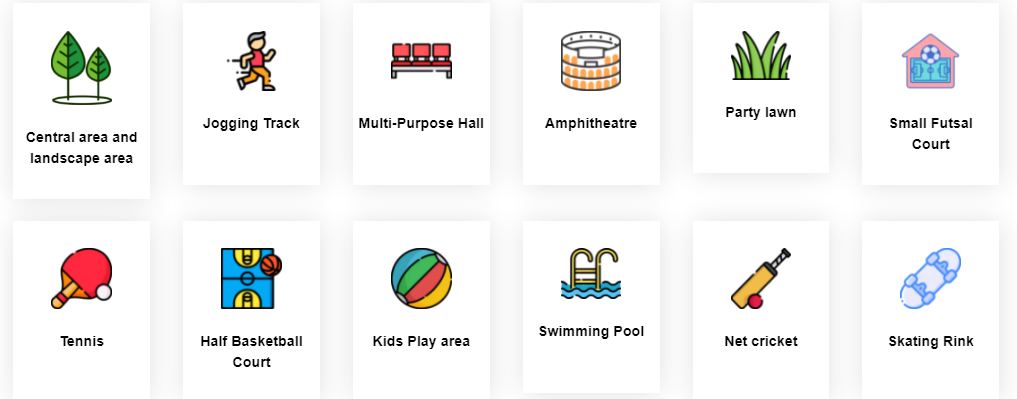 Central area and
landscape area
Jogging Track
Multi-Purpose Hall
Amphitheatre
Party lawn
Small Futsal
Court
Tennis
Half Basketball
Court
Kids Play area
Swimming Pool
Net cricket
Skating Rink